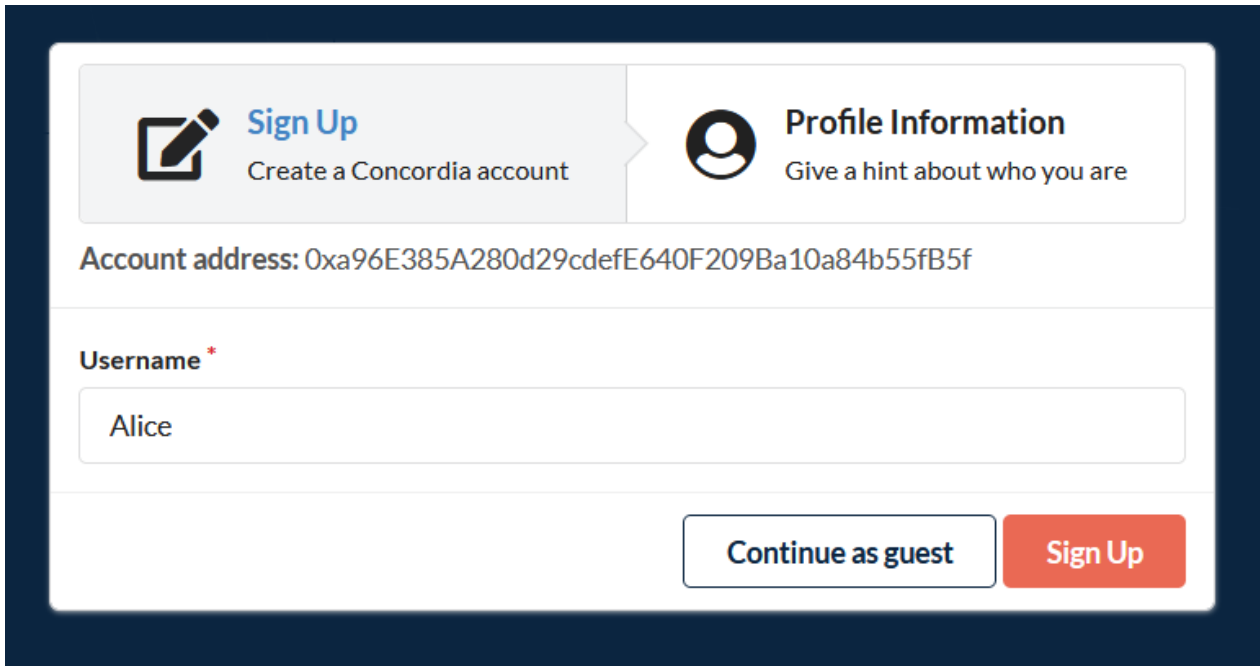 Sign Up
Create a Concordia account
Profile Information
Give a hint about who you are
Account address: 0xa96E385A280d29cdefE640F209Ba10a84b55fB5f
Username *
Alice
Continue as guest
Sign Up